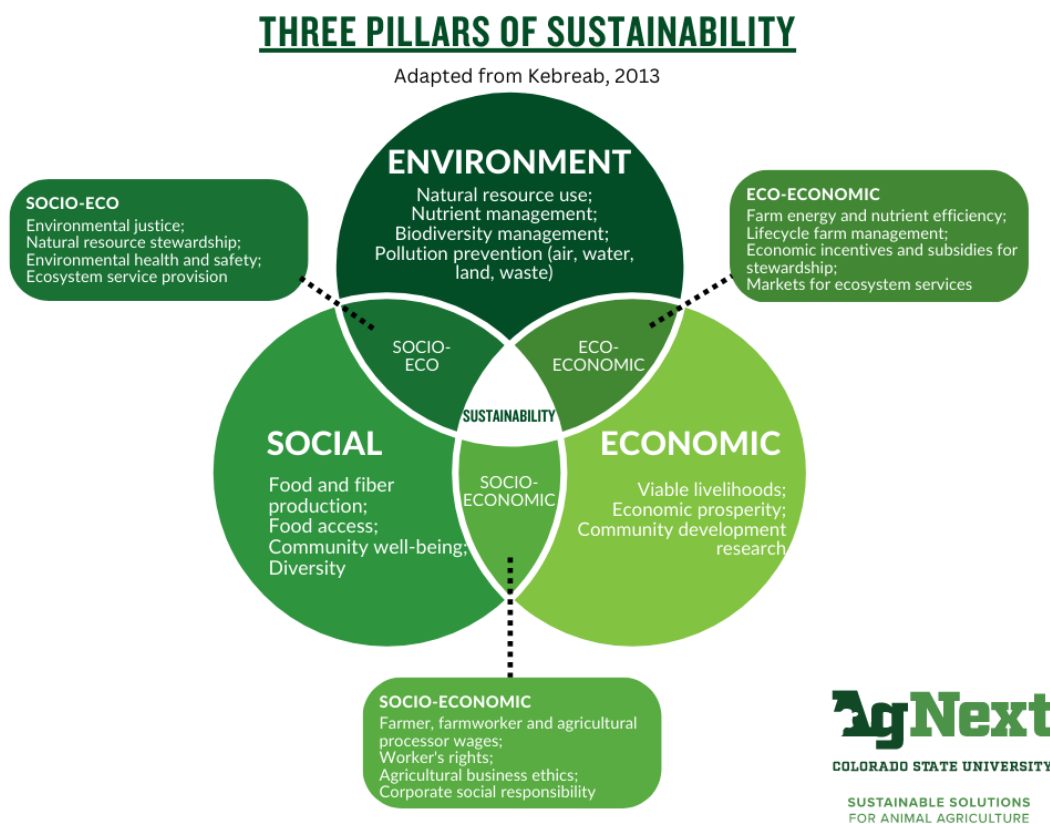 THREE PILLARS OF SUSTAINABILITY
Adapted from Kebreab, 2013
ENVIRONMENT
Natural resource use;
Nutrient management;
Biodiversity management;
Pollution prevention (air, water,
land, waste)
SOCIO-ECO
Environmental justice;
Natural resource stewardship;
Environmental health and safety;
Ecosystem service provision
ECO-ECONOMIC
Farm energy and nutrient efficiency;
Lifecycle farm management;
Economic incentives and subsidies for
stewardship;
Markets for ecosystem services
SOCIO-
ECO
ECO-
ECONOMIC
SUSTAINABILITY
SOCIAL
Food and fiber
production;
Food access;
Community well-being;
Diversity
SOCIO-
ECONOMIC
ECONOMIC
Viable livelihoods;
Economic prosperity;
Community development
research
SOCIO-ECONOMIC
Farmer, farmworker and agricultural
processor wages;
Worker's rights;
Agricultural business ethics;
Corporate social responsibility
AgNext
COLORADO STATE UNIVERSITY
SUSTAINABLE SOLUTIONS
FOR ANIMAL AGRICULTURE